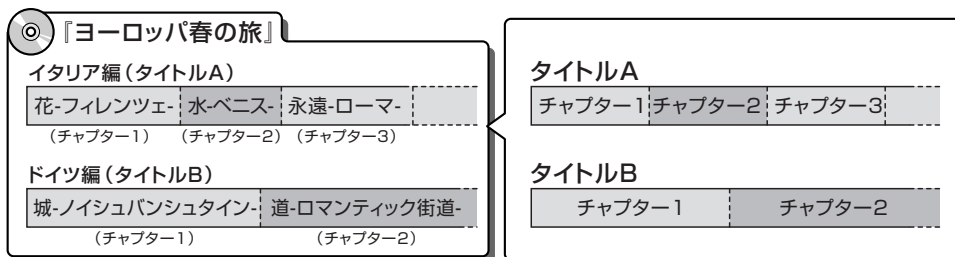 『ヨーロッパ春の旅』
イタリア編（タイトルA）
花-フィレンツェ- 水-ベニス- 永遠-ローマ-
（チャプター1） （チャプター2） （チャプター3）
ドイツ編（タイトルB）
城-ノイシュバンシュタイン- 道-ロマンティック街道-
（チャプター1） （チャプター2）
タイトルA
チャプター1 チャプター2 チャプター3
タイトルB
チャプター1 チャプター2